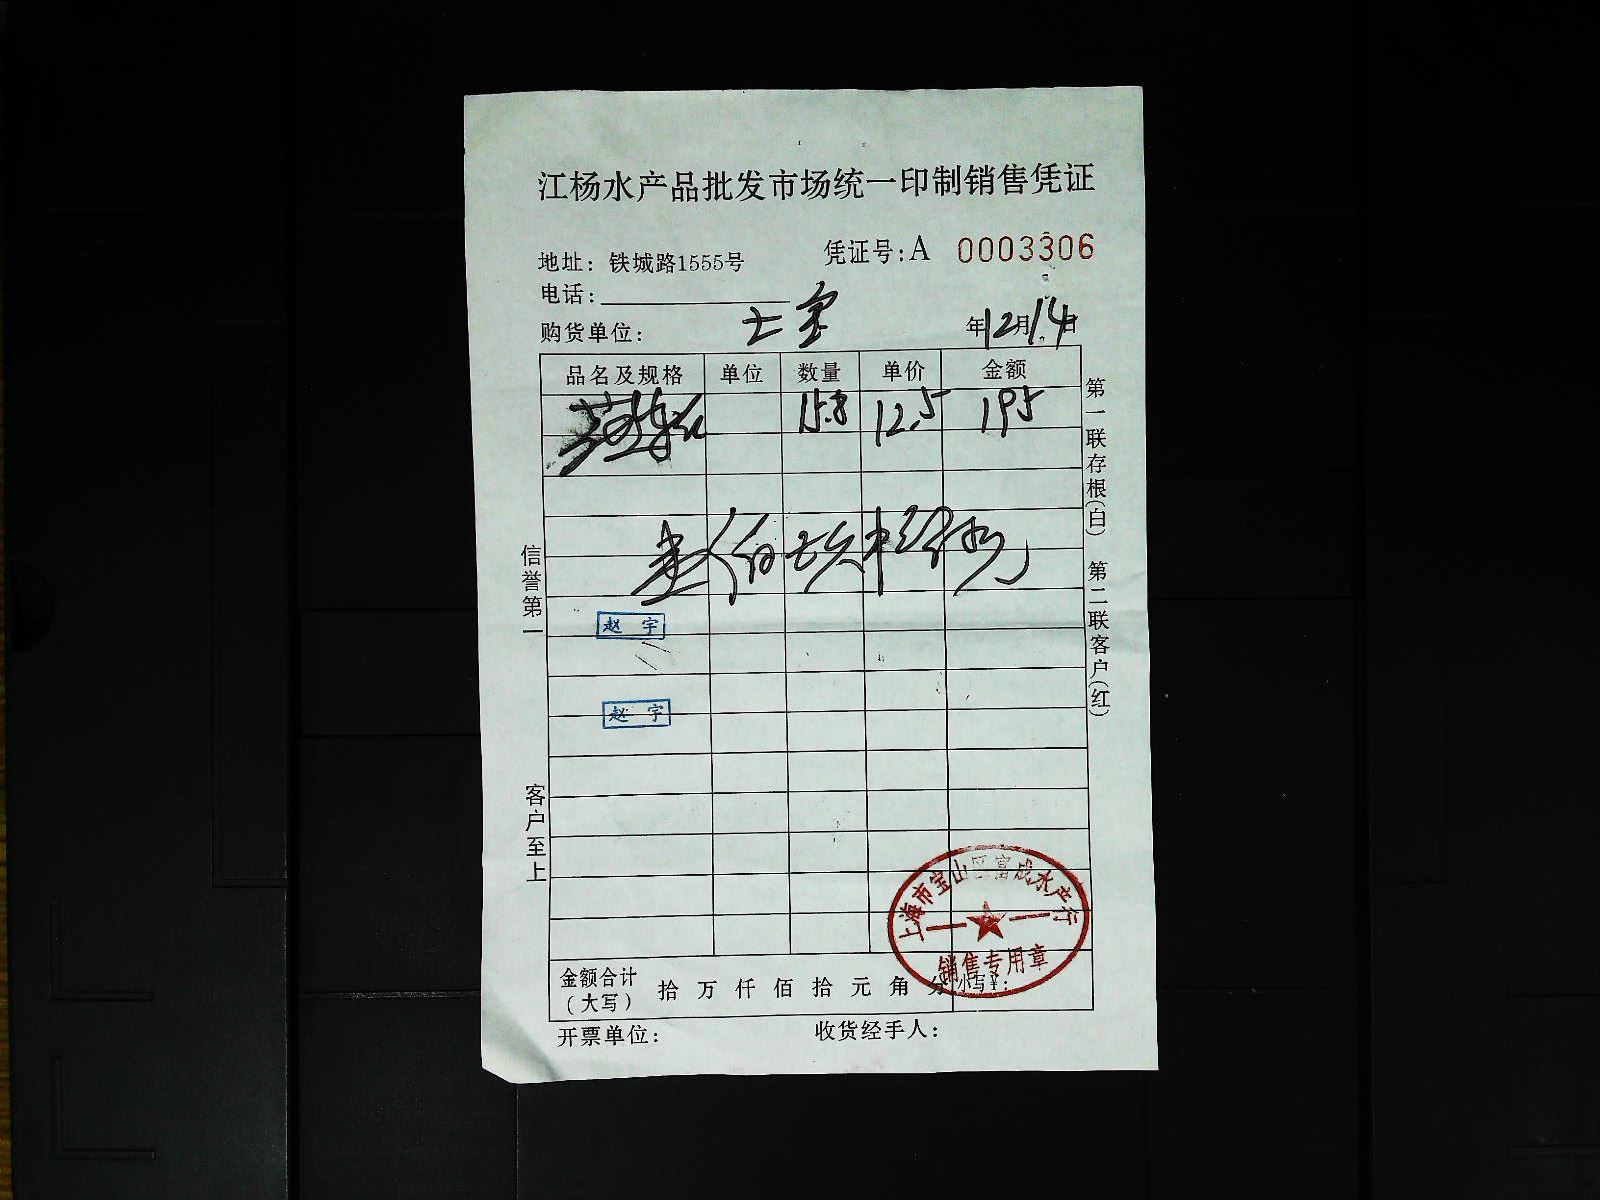 江杨水产品批发市场统一印制销售凭证
地址：铁城路1555号
凭证号：A 0003306
电话：
购货单位：
年12月14日
品名及规格 单位 数量 单价 金额
15.8 12.5 195
赵宇
赵宇
信誉第一
客户至上
第一联存根(白) 第二联客户(红)
上海市宝山区富成水产行
销售专用章
金额合计(大写) 拾万仟佰拾元角分 小写¥：
开票单位：
收货经手人：